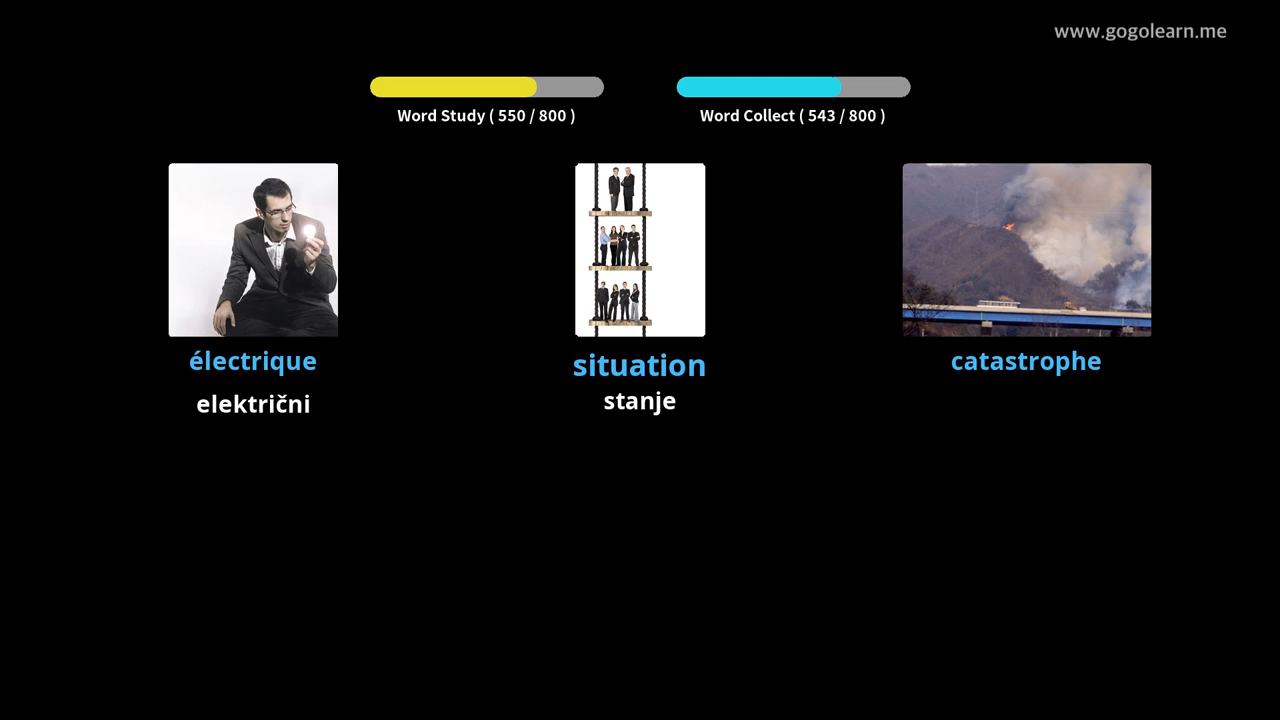 www.gogolearn.me
Word Study ( 550 / 800 )
Word Collect ( 543 / 800 )
électrique
situation
catastrophe
električni
stanje